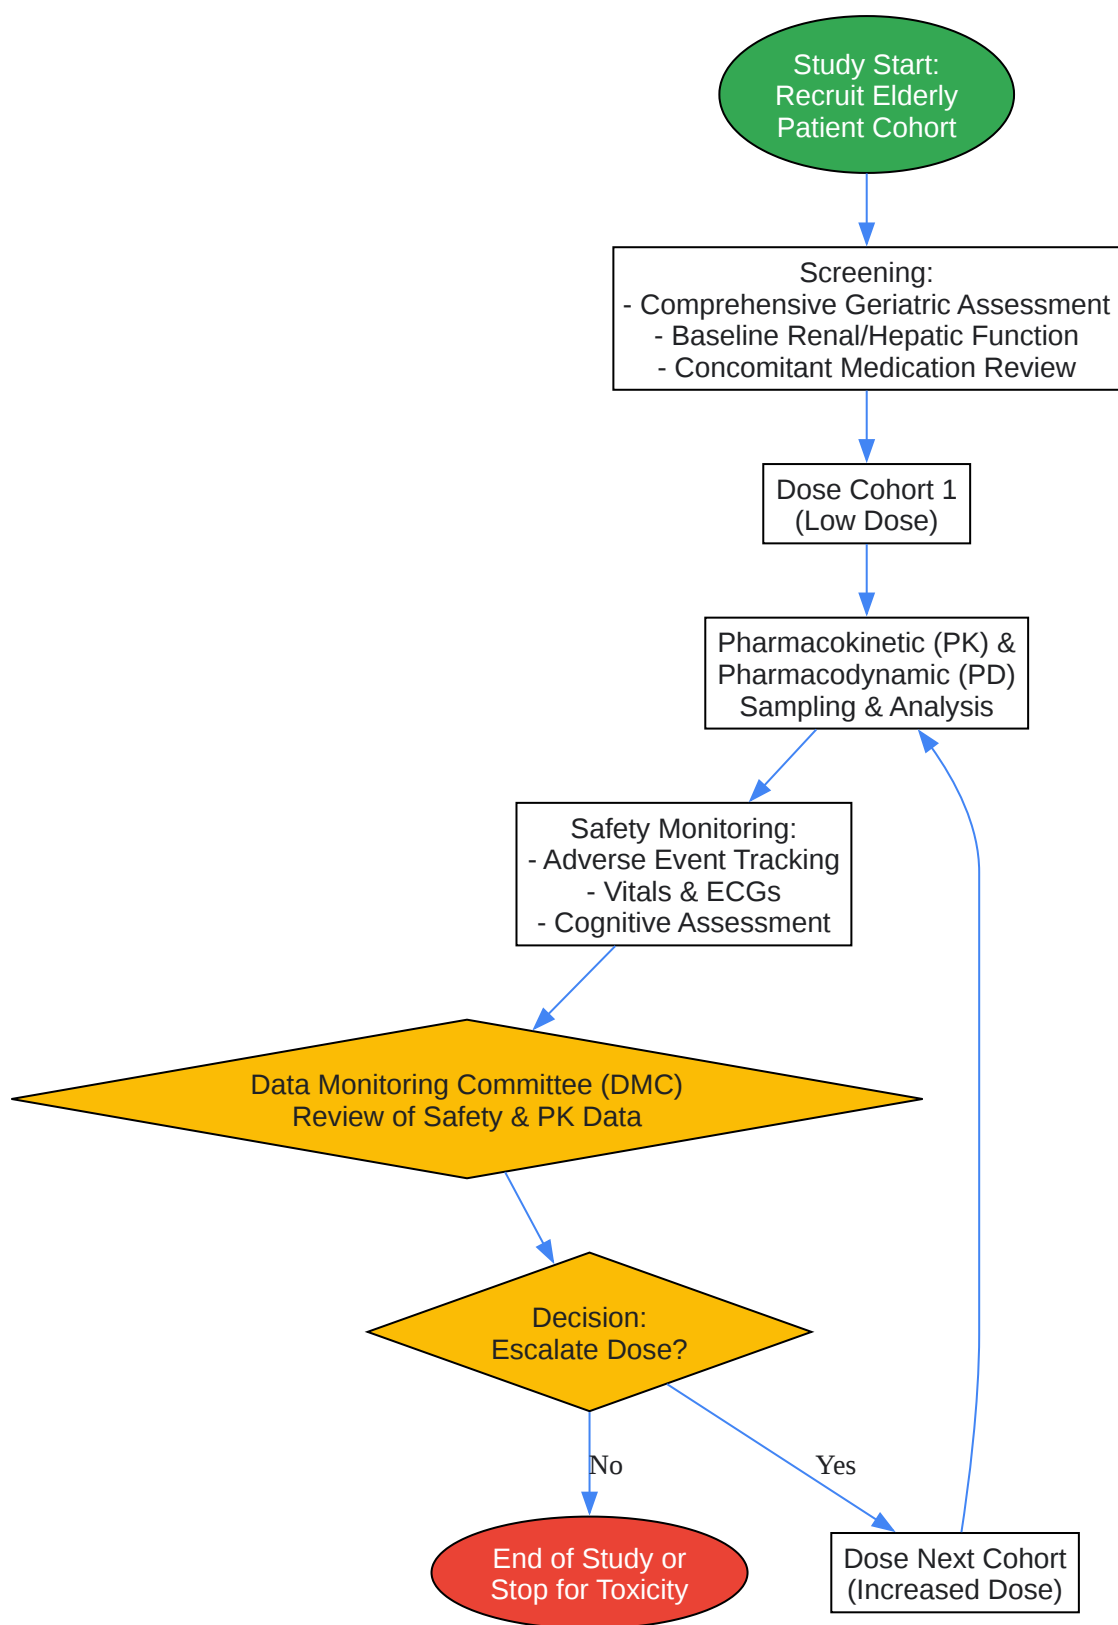 Study Start:
Recruit Elderly
Patient Cohort
Screening:
- Comprehensive Geriatric Assessment
- Baseline Renal/Hepatic Function
- Concomitant Medication Review
Dose Cohort 1
(Low Dose)
Pharmacokinetic (PK) &
Pharmacodynamic (PD)
Sampling & Analysis
Safety Monitoring:
- Adverse Event Tracking
- Vitals & ECGs
- Cognitive Assessment
Data Monitoring Committee (DMC)
Review of Safety & PK Data
Decision:
Escalate Dose?
No
Yes
End of Study or
Stop for Toxicity
Dose Next Cohort
(Increased Dose)